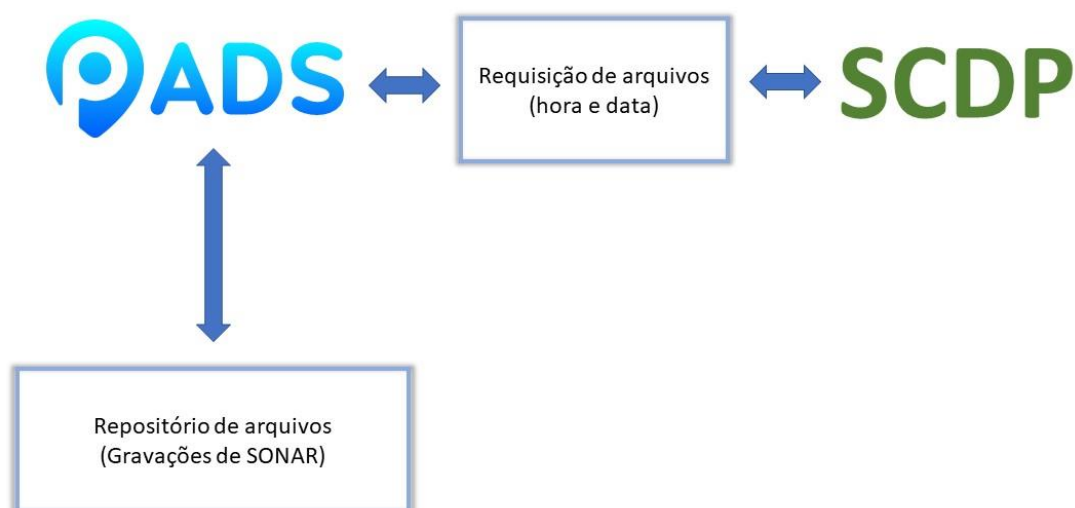 PADS
Requisição de arquivos
(hora e data)
SCDP
Repositório de arquivos
(Gravações de SONAR)